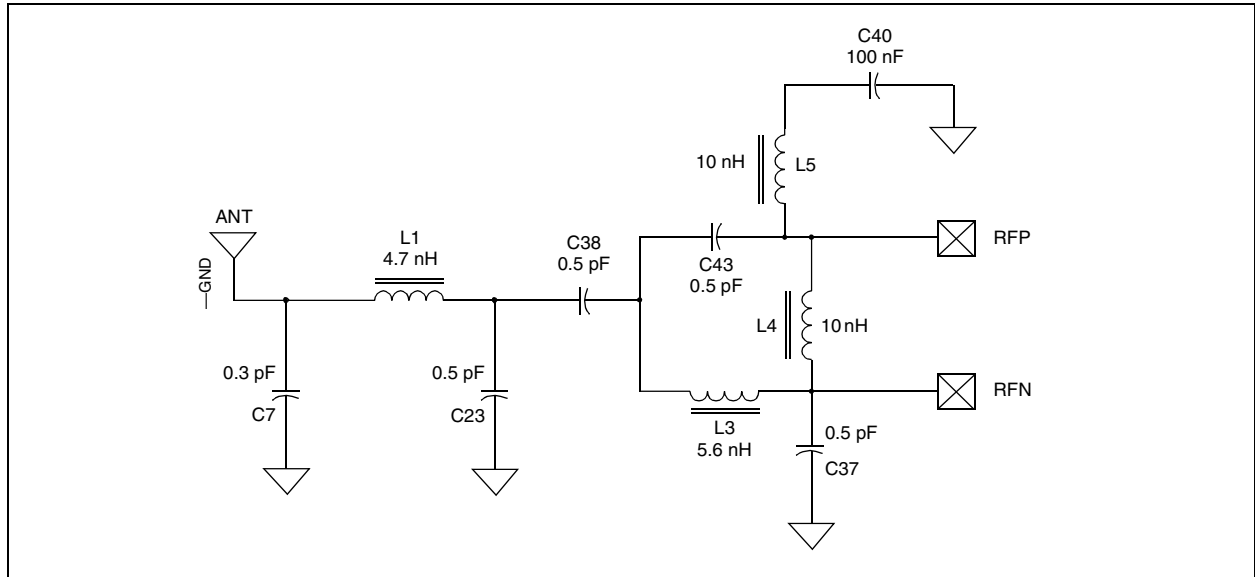 C40
100 nF
10 nH
L5
ANT
—GND
L1
4.7 nH
C38
0.5 pF
C43
0.5 pF
RFP
L4
10 nH
0.3 pF
C7
0.5 pF
C23
L3
5.6 nH
RFN
0.5 pF
C37